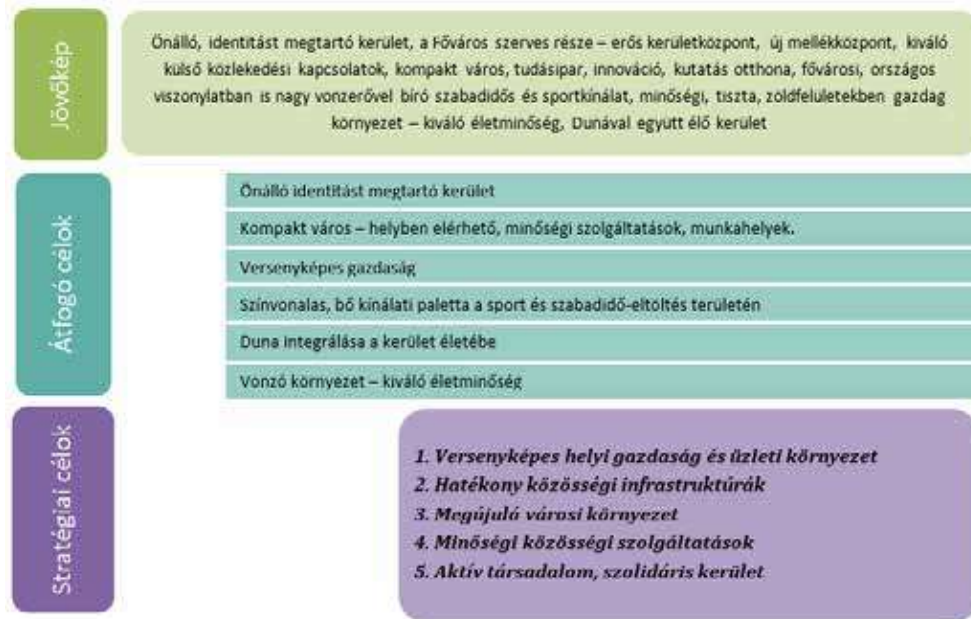 Jövőkép
Önálló, identitást megtartó kerület, a Főváros szerves része – erős kerületközpont, új mellékközpont, kiváló
külső közlekedési kapcsolatok, kompakt város, tudásipar, innováció, kutatás otthona, fővárosi, országos
viszonylatban is nagy vonzerővel bíró szabadidős és sportkínálat, minőségi, tiszta, zöldfelületekben gazdag
környezet – kiváló életminőség, Dunával együtt élő kerület
Átfogó célok
Önálló identitást megtartó kerület
Kompakt város – helyben elérhető, minőségi szolgáltatások, munkahelyek.
Versenyképes gazdaság
Színvonalas, bő kínálati paletta a sport és szabadidő-eltöltés területén
Duna integrálása a kerület életébe
Vonzó környezet – kiváló életminőség
Stratégiai célok
1. Versenyképes helyi gazdaság és üzleti környezet
2. Hatékony közösségi infrastruktúrák
3. Megújuló városi környezet
4. Minőségi közösségi szolgáltatások
5. Aktív társadalom, szolidáris kerület